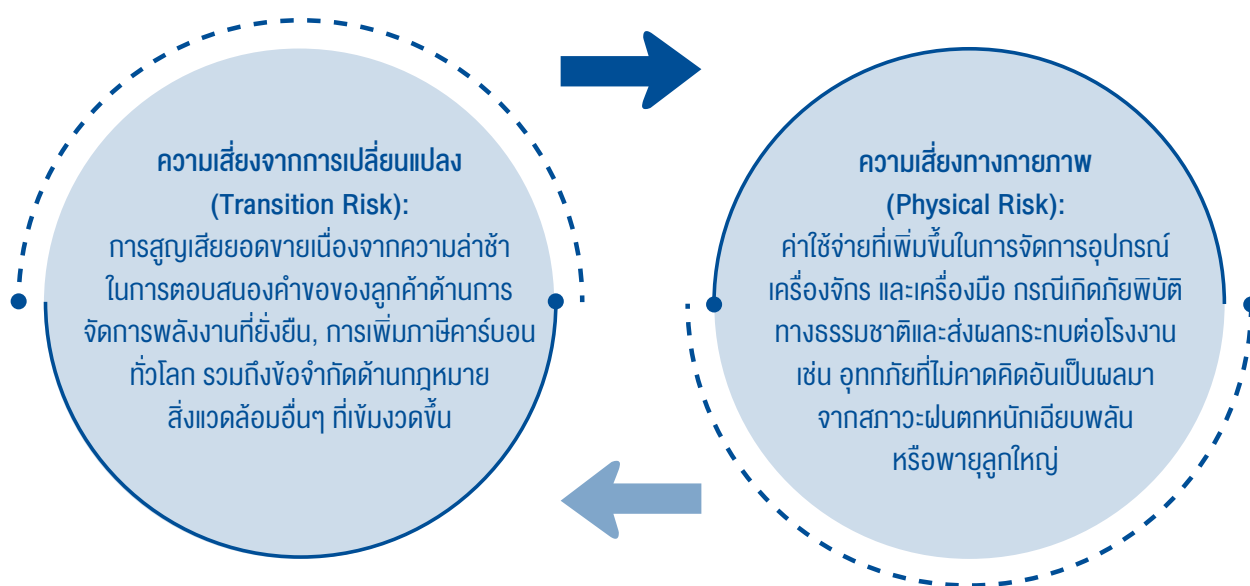 ความเสี่ยงจากการเปลี่ยนแปลง
(Transition Risk):
การสูญเสียยอดขายเนื่องจากความล่าช้า
ในการตอบสนองคำขอของลูกค้าด้านการ
จัดการพลังงานที่ยั่งยืน, การเพิ่มภาษีคาร์บอน
ทั่วโลก รวมถึงข้อจำกัดด้านกฎหมาย
สิ่งแวดล้อมอื่นๆ ที่เข้มงวดขึ้น
ความเสี่ยงทางกายภาพ
(Physical Risk):
ค่าใช้จ่ายที่เพิ่มขึ้นในการจัดการอุปกรณ์
เครื่องจักร และเครื่องมือ กรณีเกิดภัยพิบัติ
ทางธรรมชาติและส่งผลกระทบต่อโรงงาน
เช่น อุทกภัยที่ไม่คาดคิดอันเป็นผลมา
จากสภาวะฝนตกหนักเฉียบพลัน
หรือพายุลูกใหญ่